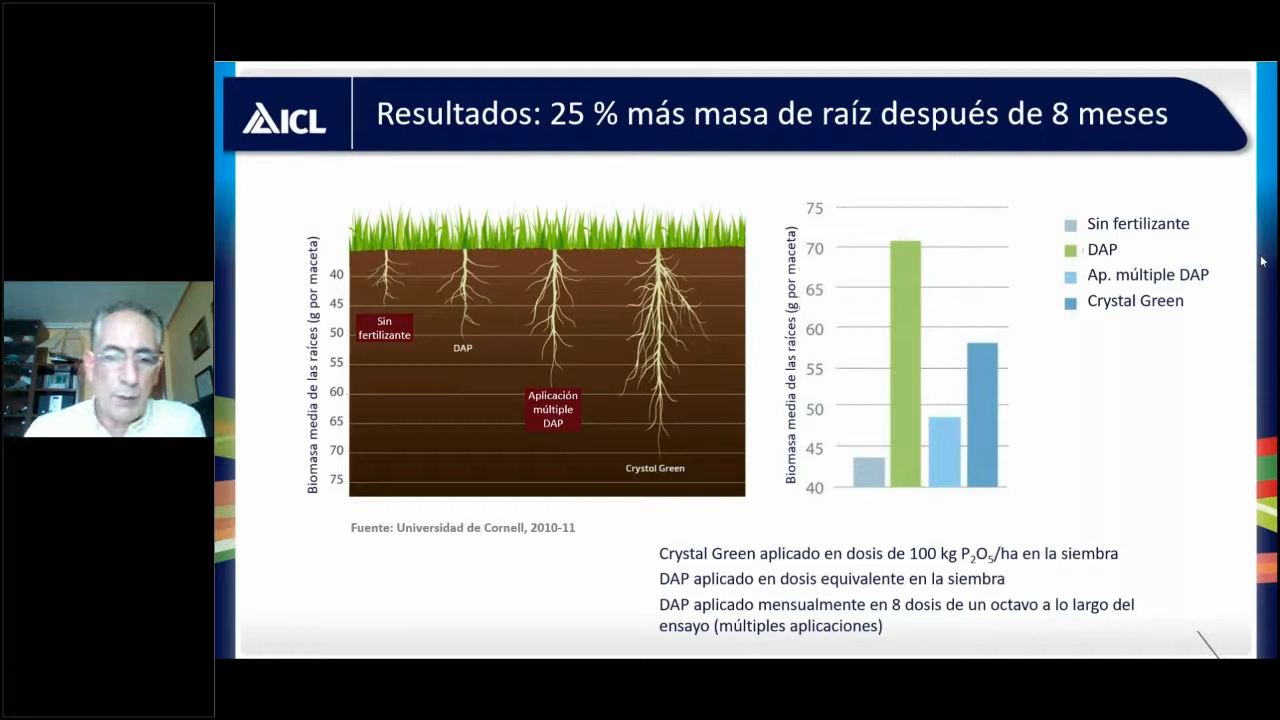 ICL
Resultados: 25 % más masa de raíz después de 8 meses
Biomasa media de las raíces (g por maceta)
40
45
50
55
60
65
70
75
Sin
fertilizante
DAP
Aplicación
múltiple
DAP
Crystal Green
Fuente: Universidad de Cornell, 2010-11
Biomasa media de las raíces (g por maceta)
75
70
65
60
55
50
45
40
Sin fertilizante
DAP
Ap. múltiple DAP
Crystal Green
Crystal Green aplicado en dosis de 100 kg P₂O₅/ha en la siembra
DAP aplicado en dosis equivalente en la siembra
DAP aplicado mensualmente en 8 dosis de un octavo a lo largo del
ensayo (múltiples aplicaciones)